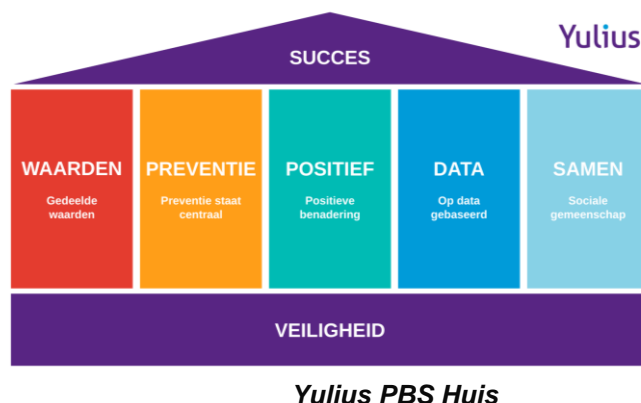 Yulius
SUCCES
WAARDEN
Gedeelde
waarden
PREVENTIE
Preventie staat
centraal
POSITIEF
Positieve
benadering
DATA
Op data
gebaseerd
SAMEN
Sociale
gemeenschap
VEILIGHEID
Yulius PBS Huis